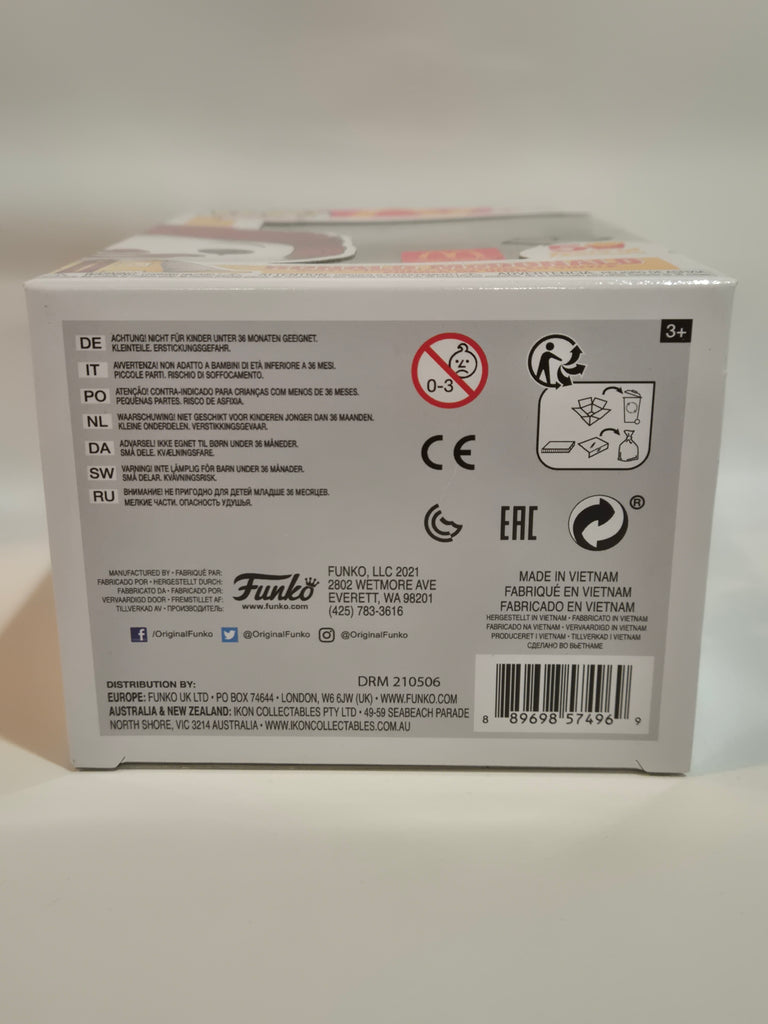 3+
DE ACHTUNG! NICHT FÜR KINDER UNTER 36 MONATEN GEEIGNET.
KLEINTEILE. ERSTICKUNGSGEFAHR.
IT AVVERTENZA! NON ADATTO A BAMBINI DI ETÀ INFERIORE A 36 MESI.
PICCOLE PARTI. RISCHIO DI SOFFOCAMENTO.
PO ATENÇÃO! CONTRA-INDICADO PARA CRIANÇAS COM MENOS DE 36 MESES.
PEQUENAS PARTES. RISCO DE ASFIXIA.
NL WAARSCHUWING! NIET GESCHIKT VOOR KINDEREN JONGER DAN 36 MAANDEN.
KLEINE ONDERDELEN. VERSTIKKINGSGEVAAR.
DA ADVARSEL! IKKE EGNET TIL BØRN UNDER 36 MÅNEDER.
SMÅ DELE. KVÆLNINGSFARE.
SW VARNING! INTE LÄMPLIG FÖR BARN UNDER 36 MÅNADER.
SMÅ DELAR. KVÄVNINGSRISK.
RU ВНИМАНИЕ! НЕ ПРИГОДНО ДЛЯ ДЕТЕЙ МЛАДШЕ 36 МЕСЯЦЕВ.
МЕЛКИЕ ЧАСТИ. ОПАСНОСТЬ УДУШЬЯ.
0-3
CE
EAC
®
MANUFACTURED BY • FABRIQUÉ PAR:
FABRICADO POR • HERGESTELLT DURCH:
FABBRICATO DA • FABRICADO POR:
VERVAARDIGD DOOR • FREMSTILLET AF:
TILLVERKAD AV • ПРОИЗВОДИТЕЛЬ:
Funko
www.funko.com
FUNKO, LLC 2021
2802 WETMORE AVE
EVERETT, WA 98201
(425) 783-3616
/OriginalFunko @OriginalFunko @OriginalFunko
MADE IN VIETNAM
FABRIQUÉ EN VIETNAM
FABRICADO EN VIETNAM
HERGESTELLT IN VIETNAM • FABBRICATO IN VIETNAM
FABRICADO NA VIETNAM • VERVAARDIGD IN VIETNAM
PRODUCERET I VIETNAM • TILLVERKAD I VIETNAM
СДЕЛАНО ВО ВЬЕТНАМЕ
DISTRIBUTION BY:
DRM 210506
EUROPE: FUNKO UK LTD • PO BOX 74644 • LONDON, W6 6JW (UK) • WWW.FUNKO.COM
AUSTRALIA & NEW ZEALAND: IKON COLLECTABLES PTY LTD • 49-59 SEABEACH PARADE
NORTH SHORE, VIC 3214 AUSTRALIA • WWW.IKONCOLLECTABLES.COM.AU
8 89698 57496 9